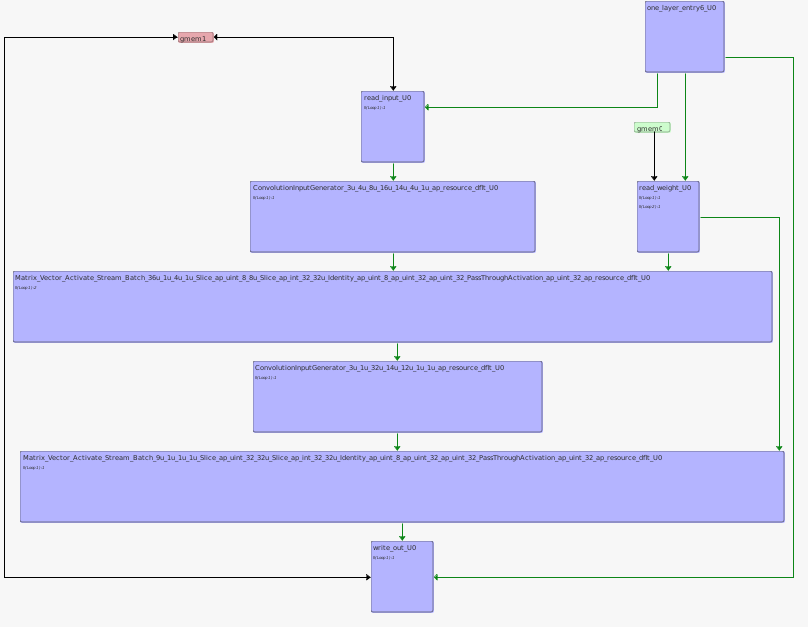 one_layer_entry6_U0
gmem1
read_input_U0
gmem0
ConvolutionInputGenerator_3u_4u_8u_16u_14u_4u_1u_ap_resource_dflt_U0
read_weight_U0
Matrix_Vector_Activate_Stream_Batch_36u_1u_4u_1u_Slice_ap_uint_8_8u_Slice_ap_int_32_32u_Identity_ap_uint_8_ap_uint_32_ap_uint_32_PassThroughActivation_ap_uint_32_ap_resource_dflt_U0
ConvolutionInputGenerator_3u_1u_32u_14u_12u_1u_1u_ap_resource_dflt_U0
Matrix_Vector_Activate_Stream_Batch_9u_1u_1u_1u_Slice_ap_uint_32_32u_Slice_ap_int_32_32u_Identity_ap_uint_8_ap_uint_32_ap_uint_32_PassThroughActivation_ap_uint_32_ap_resource_dflt_U0
write_out_U0